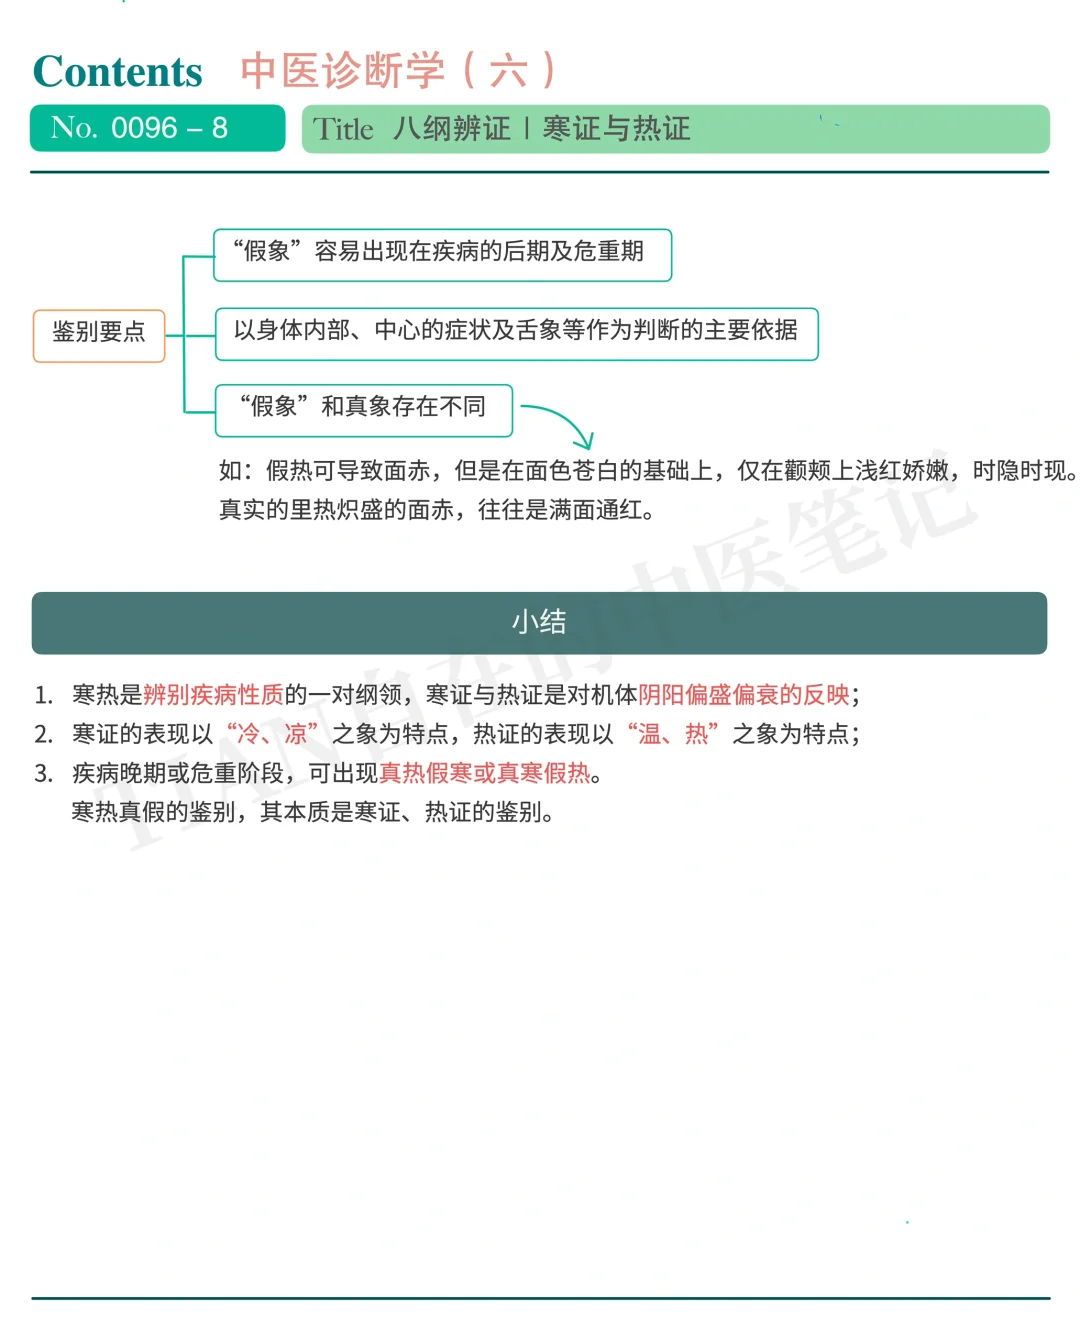 Contents 中医诊断学（六）
No. 0096 – 8
Title 八纲辨证 | 寒证与热证
“假象”容易出现在疾病的后期及危重期
鉴别要点
以身体内部、中心的症状及舌象等作为判断的主要依据
“假象”和真象存在不同
如：假热可导致面赤，但是在面色苍白的基础上，仅在颧颊上浅红娇嫩，时隐时现。
真实的里热炽盛的面赤，往往是满面通红。
小结
1. 寒热是辨别疾病性质的一对纲领，寒证与热证是对机体阴阳偏盛偏衰的反映；
2. 寒证的表现以“冷、凉”之象为特点，热证的表现以“温、热”之象为特点；
3. 疾病晚期或危重阶段，可出现真热假寒或真寒假热。
寒热真假的鉴别，其本质是寒证、热证的鉴别。
TIAN自在的中医笔记